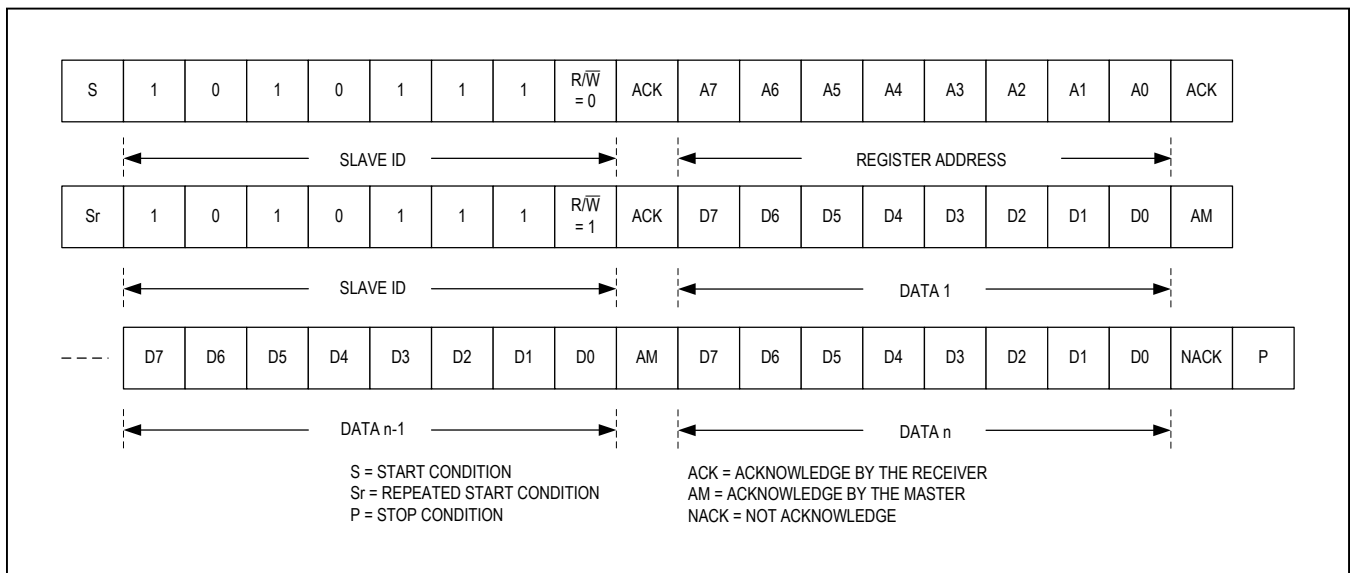 S 1 0 1 0 1 1 1 R/W̅ = 0 ACK A7 A6 A5 A4 A3 A2 A1 A0 ACK
SLAVE ID REGISTER ADDRESS
Sr 1 0 1 0 1 1 1 R/W̅ = 1 ACK D7 D6 D5 D4 D3 D2 D1 D0 AM
SLAVE ID DATA 1
D7 D6 D5 D4 D3 D2 D1 D0 AM D7 D6 D5 D4 D3 D2 D1 D0 NACK P
DATA n-1 DATA n
S = START CONDITION
Sr = REPEATED START CONDITION
P = STOP CONDITION
ACK = ACKNOWLEDGE BY THE RECEIVER
AM = ACKNOWLEDGE BY THE MASTER
NACK = NOT ACKNOWLEDGE